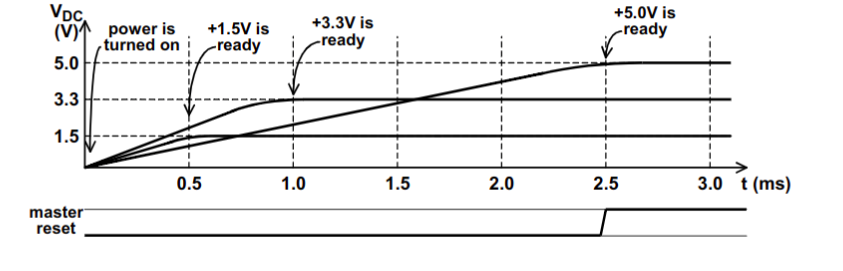 VDC
(V)
power is
turned on
+1.5V is
ready
+3.3V is
ready
+5.0V is
ready
5.0
3.3
1.5
0.5 1.0 1.5 2.0 2.5 3.0 t (ms)
master
reset